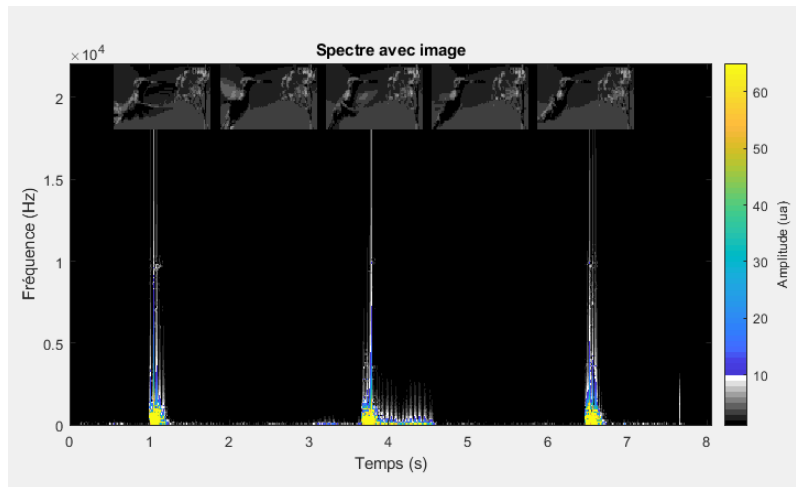 Spectre avec image
×10⁴
2
1.5
1
0.5
0
0 1 2 3 4 5 6 7 8
Temps (s)
Fréquence (Hz)
60
50
40
30
20
10
Amplitude (ua)